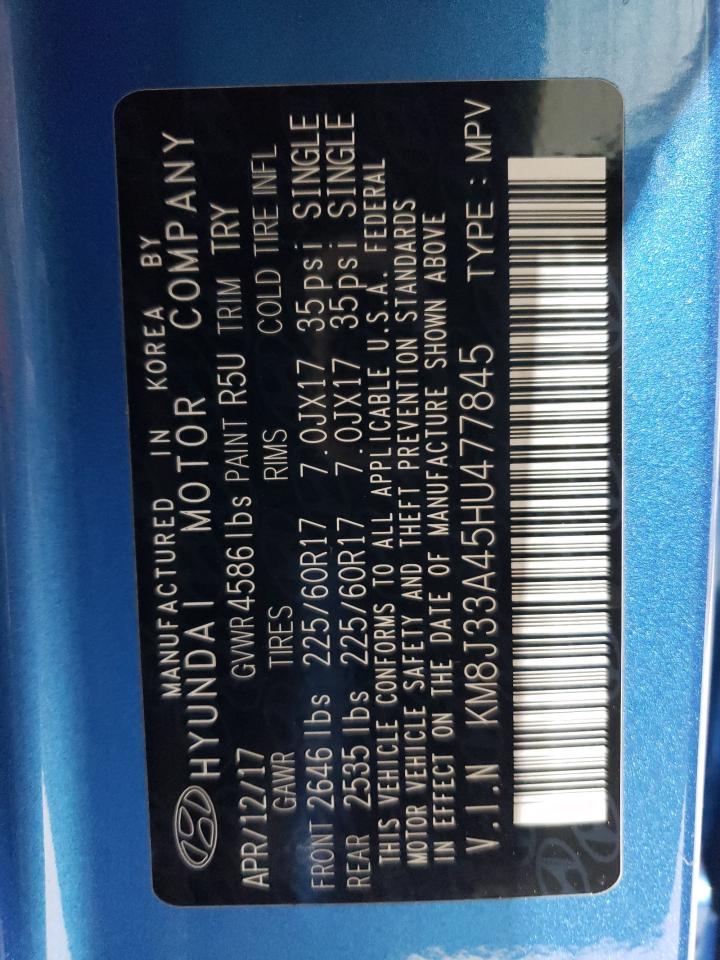 MANUFACTURED IN KOREA BY
HYUNDAI MOTOR COMPANY
APR/12/17 GVWR 4586 lbs PAINT R5U TRIM TRY
GAWR TIRES RIMS COLD TIRE INFL
FRONT 2646 lbs 225/60R17 7.0JX17 35psi SINGLE
REAR 2535 lbs 225/60R17 7.0JX17 35psi SINGLE
THIS VEHICLE CONFORMS TO ALL APPLICABLE U.S.A. FEDERAL
MOTOR VEHICLE SAFETY AND THEFT PREVENTION STANDARDS
IN EFFECT ON THE DATE OF MANUFACTURE SHOWN ABOVE
V.I.N KM8J33A45HU477845 TYPE : MPV